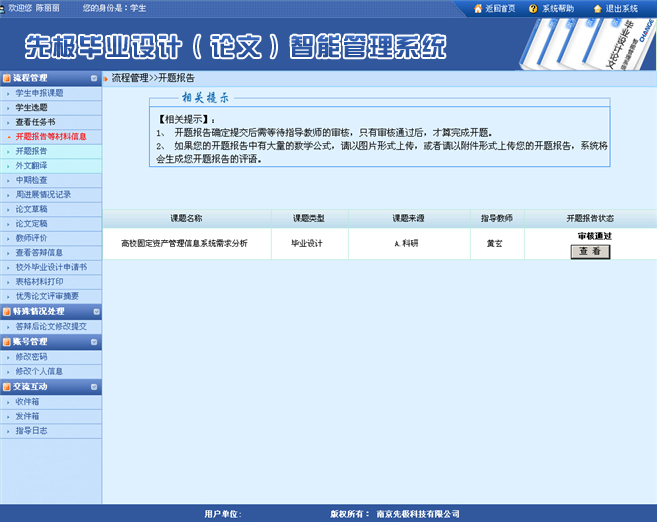 欢迎您 陈丽丽 您的身份是：学生
返回首页 系统帮助 退出系统
先极毕业设计（论文）智能管理系统
流程管理
学生申报课题
学生选题
查看任务书
开题报告等材料信息
开题报告
外文翻译
中期检查
周进展情况记录
论文草稿
论文定稿
教师评价
查看答辩信息
校外毕业设计申请书
表格材料打印
优秀论文评审摘要
特殊情况处理
答辩后论文修改提交
账号管理
修改密码
修改个人信息
交流互动
收件箱
发件箱
指导日志
流程管理>>开题报告
相关提示
【相关提示】：
1、 开题报告确定提交后需等待指导教师的审核，只有审核通过后，才算完成开题。
2、 如果您的开题报告中有大量的数学公式，请以图片形式上传，或者请以附件形式上传您的开题报告，系统将
会生成您开题报告的评语。
课题名称 课题类型 课题来源 指导教师 开题报告状态
高校固定资产管理信息系统需求分析 毕业设计 A.科研 黄玄 审核通过
查 看
用户单位: 版权所有： 南京先极科技有限公司